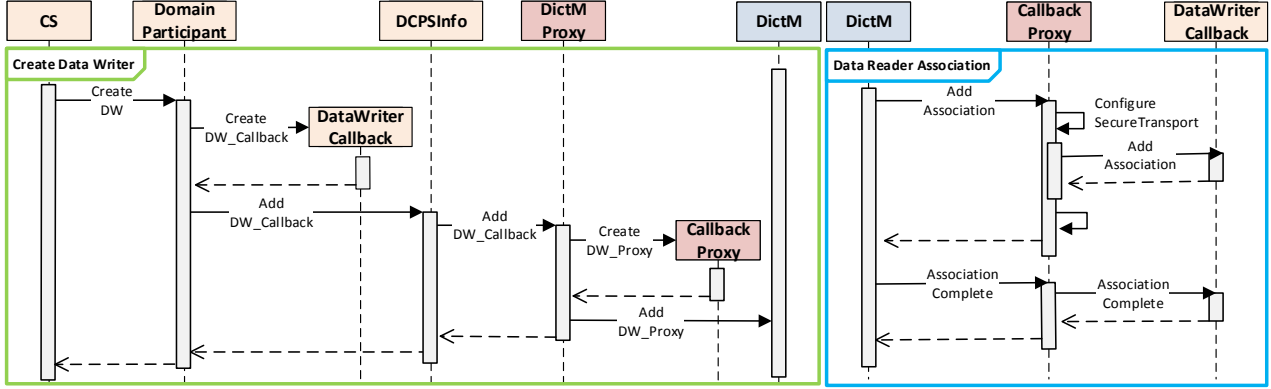 CS
Domain
Participant
DCPSInfo
DictM
Proxy
DictM
DictM
Callback
Proxy
DataWriter
Callback
Create Data Writer
Create
DW
Create
DW_Callback
DataWriter
Callback
Add
DW_Callback
Add
DW_Callback
Create
DW_Proxy
Callback
Proxy
Add
DW_Proxy
Data Reader Association
Add
Association
Configure
SecureTransport
Add
Association
Association
Complete
Association
Complete